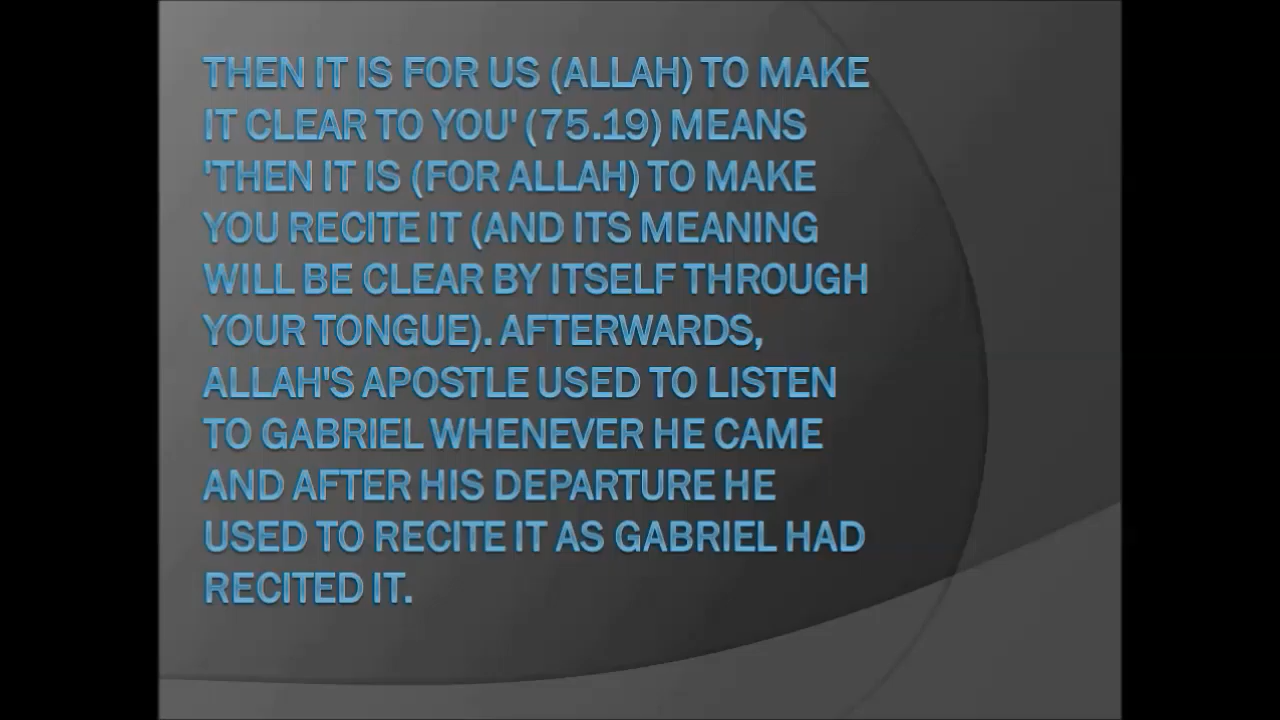 THEN IT IS FOR US (ALLAH) TO MAKE
IT CLEAR TO YOU' (75.19) MEANS
'THEN IT IS (FOR ALLAH) TO MAKE
YOU RECITE IT (AND ITS MEANING
WILL BE CLEAR BY ITSELF THROUGH
YOUR TONGUE). AFTERWARDS,
ALLAH'S APOSTLE USED TO LISTEN
TO GABRIEL WHENEVER HE CAME
AND AFTER HIS DEPARTURE HE
USED TO RECITE IT AS GABRIEL HAD
RECITED IT.